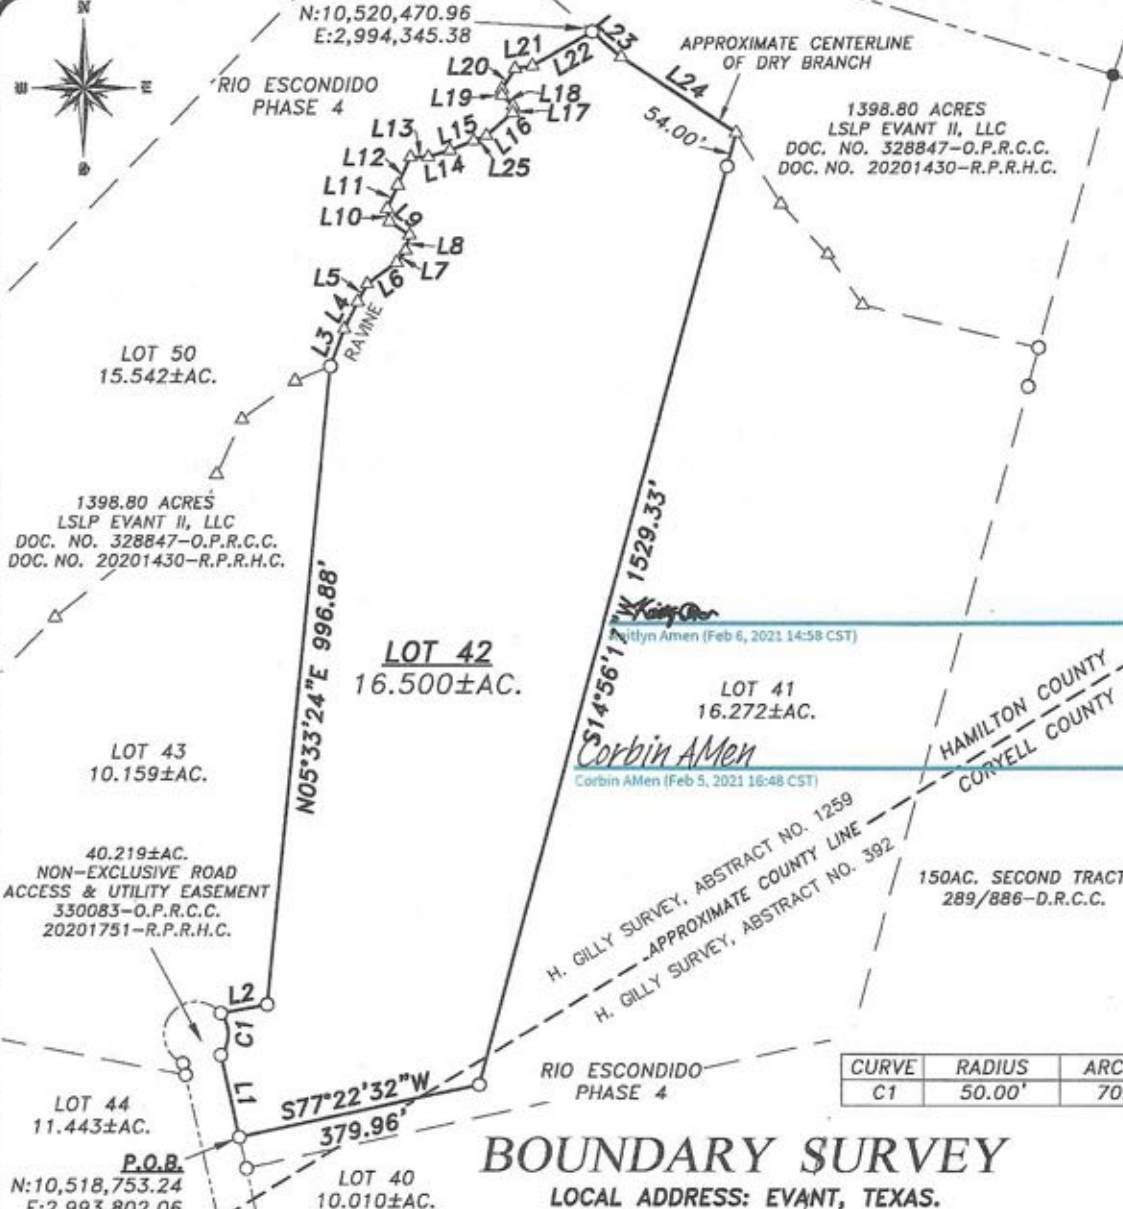 N
N:10,520,470.96
E:2,994,345.38
RIO ESCONDIDO
PHASE 4
L20
L21
L22
L23
L24
L19
L18
L17
L16
L15
L25
L14
L13
L12
L11
L10
L9
L8
L7
L6
L5
L4
L3
RAVINE
APPROXIMATE CENTERLINE
OF DRY BRANCH
54.00'
1398.80 ACRES
LSLP EVANT II, LLC
DOC. NO. 328847-O.P.R.C.C.
DOC. NO. 20201430-R.P.R.H.C.
LOT 50
15.542±AC.
1398.80 ACRES
LSLP EVANT II, LLC
DOC. NO. 328847-O.P.R.C.C.
DOC. NO. 20201430-R.P.R.H.C.
N05°33'24"E 996.88'
LOT 42
16.500±AC.
S14°56'17"W 1529.33'
Kaitlyn Amen (Feb 6, 2021 14:58 CST)
LOT 41
16.272±AC.
Corbin AMen
Corbin AMen (Feb 5, 2021 16:48 CST)
HAMILTON COUNTY
CORYELL COUNTY
LOT 43
10.159±AC.
40.219±AC.
NON-EXCLUSIVE ROAD
ACCESS & UTILITY EASEMENT
330083-O.P.R.C.C.
20201751-R.P.R.H.C.
H. GILLY SURVEY, ABSTRACT NO. 1259
APPROXIMATE COUNTY LINE
H. GILLY SURVEY, ABSTRACT NO. 392
150AC. SECOND TRACT
289/886-D.R.C.C.
L2
C1
L1
S77°22'32"W
379.96'
RIO ESCONDIDO
PHASE 4
CURVE RADIUS ARC
C1 50.00' 70
LOT 44
11.443±AC.
P.O.B.
N:10,518,753.24
E:2,993,802.06
LOT 40
10.010±AC.
BOUNDARY SURVEY
LOCAL ADDRESS: EVANT, TEXAS.